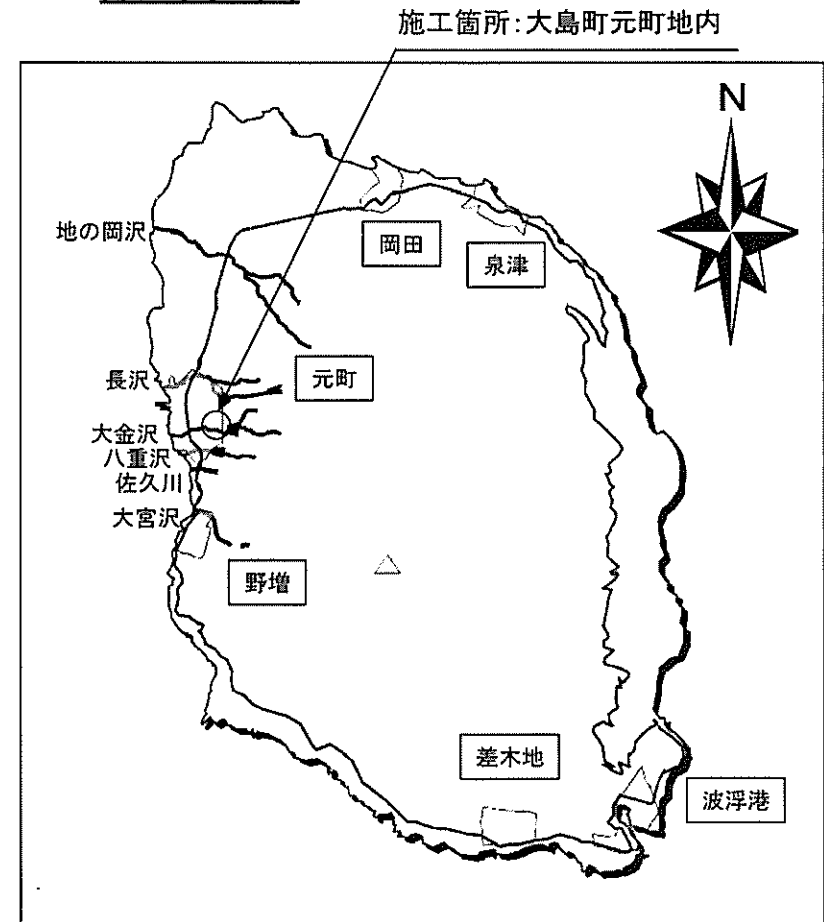 施工箇所:大島町元町地内
N
地の岡沢
岡田
泉津
長沢
元町
大金沢
八重沢
佐久川
大宮沢
野増
差木地
波浮港